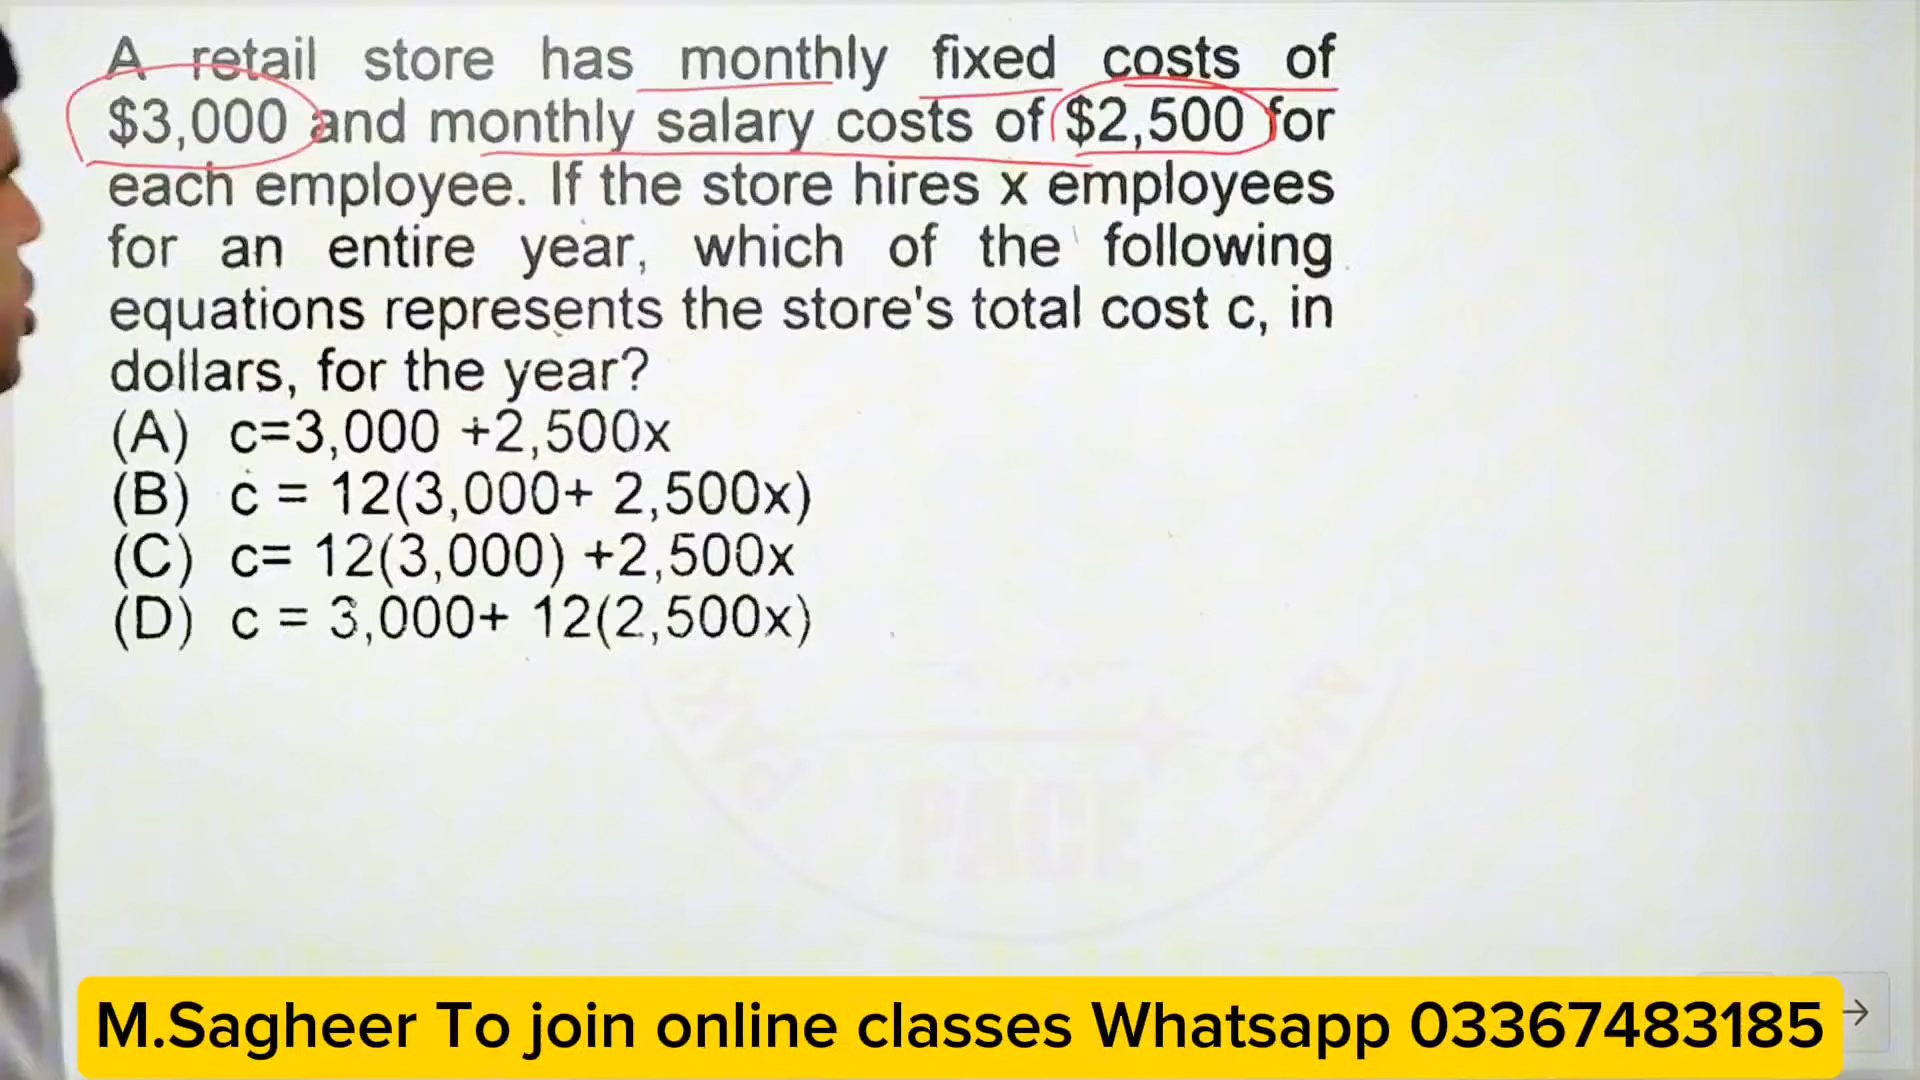 A retail store has monthly fixed costs of
$3,000 and monthly salary costs of $2,500 for
each employee. If the store hires x employees
for an entire year, which of the following
equations represents the store's total cost c, in
dollars, for the year?
(A) c=3,000 +2,500x
(B) c = 12(3,000+ 2,500x)
(C) c= 12(3,000) +2,500x
(D) c = 3,000+ 12(2,500x)
PAK
SWA
PACE
M.Sagheer To join online classes Whatsapp 03367483185